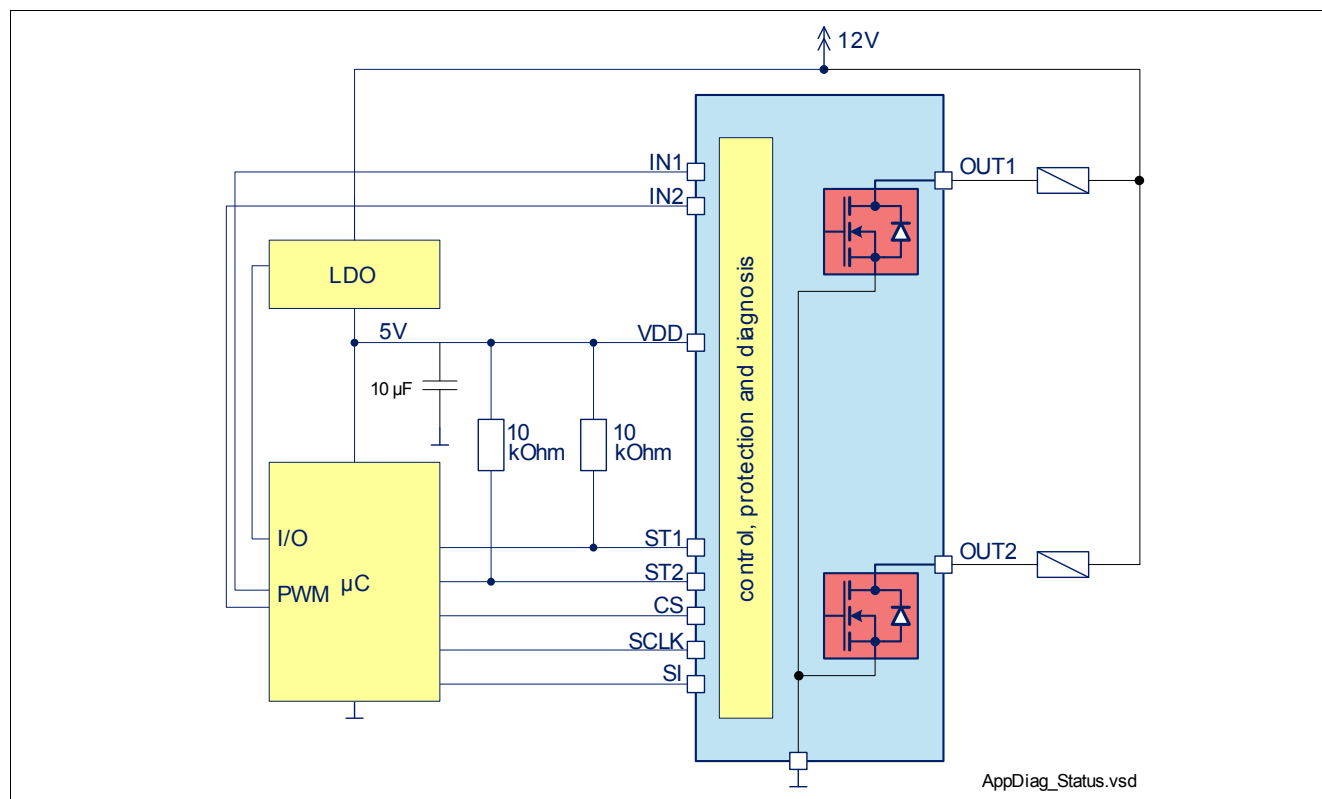 12V
IN1
OUT1
IN2
LDO
5V
VDD
10 µF
10
kOhm
10
kOhm
control, protection and diagnosis
I/O
ST1
OUT2
ST2
PWM
µC
CS
SCLK
SI
AppDiag_Status.vsd